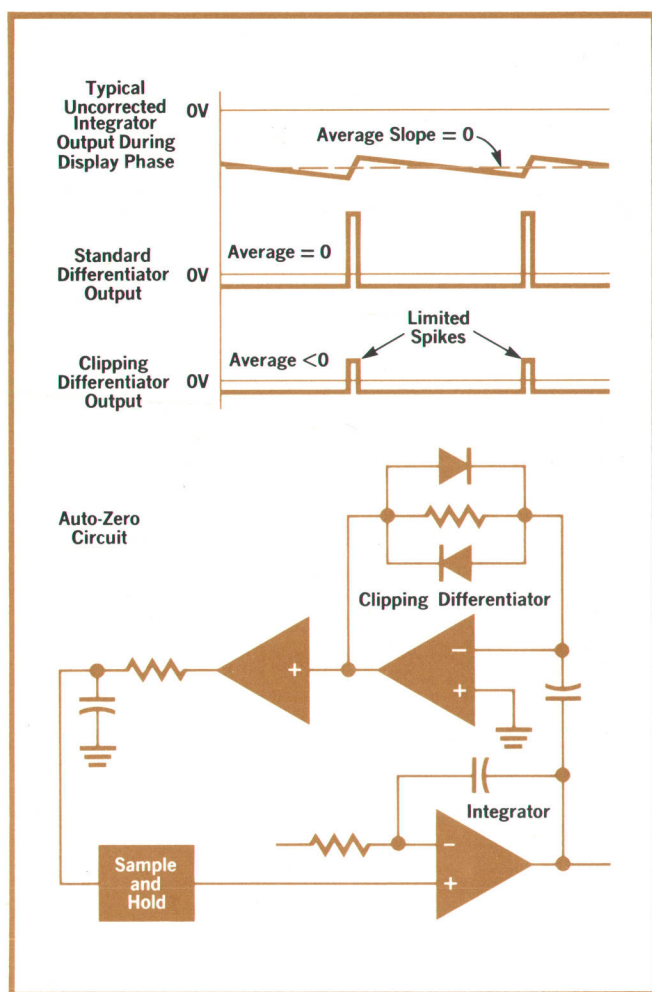 Typical
Uncorrected
Integrator
Output During
Display Phase
0V
Average Slope = 0
Standard
Differentiator
Output
0V
Average = 0
Limited
Spikes
Clipping
Differentiator
Output
0V
Average <0
Auto-Zero
Circuit
Clipping Differentiator
+
−
+
Integrator
−
+
Sample
and
Hold